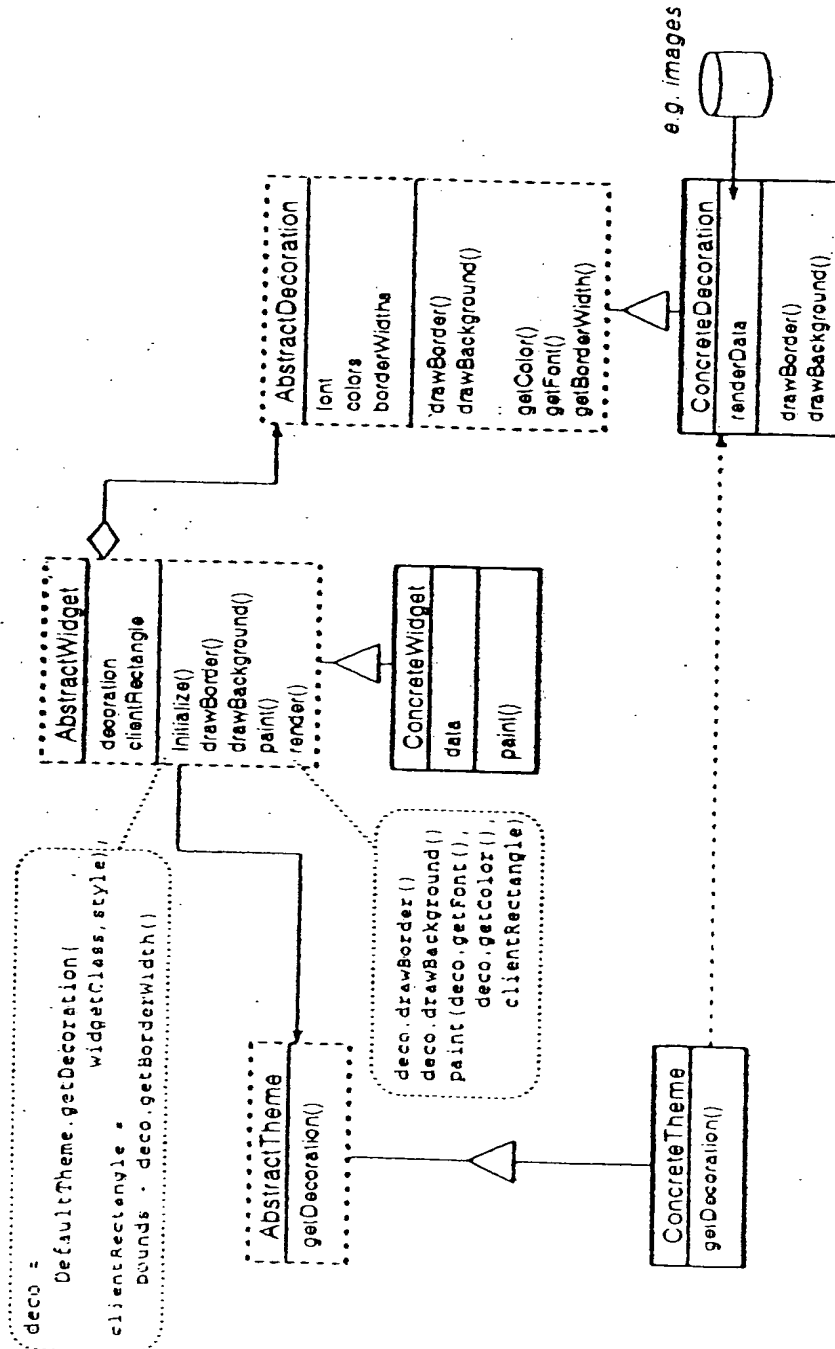 deco =
DefaultTheme.getDecoration(
widgetClass,style),
clientRectangle =
bounds - deco.getBorderWidth()
AbstractWidget
decoration
clientRectangle
initialize()
drawBorder()
drawBackground()
paint()
render()
AbstractDecoration
font
colors
borderWidths
drawBorder()
drawBackground()
getColor()
getFont()
getBorderWidth()
AbstractTheme
getDecoration()
deco.drawBorder()
deco.drawBackground()
paint(deco.getFont(),
deco.getColor(),
clientRectangle)
ConcreteWidget
data
paint()
ConcreteTheme
getDecoration()
ConcreteDecoration
renderData
drawBorder()
drawBackground()
e.g. images